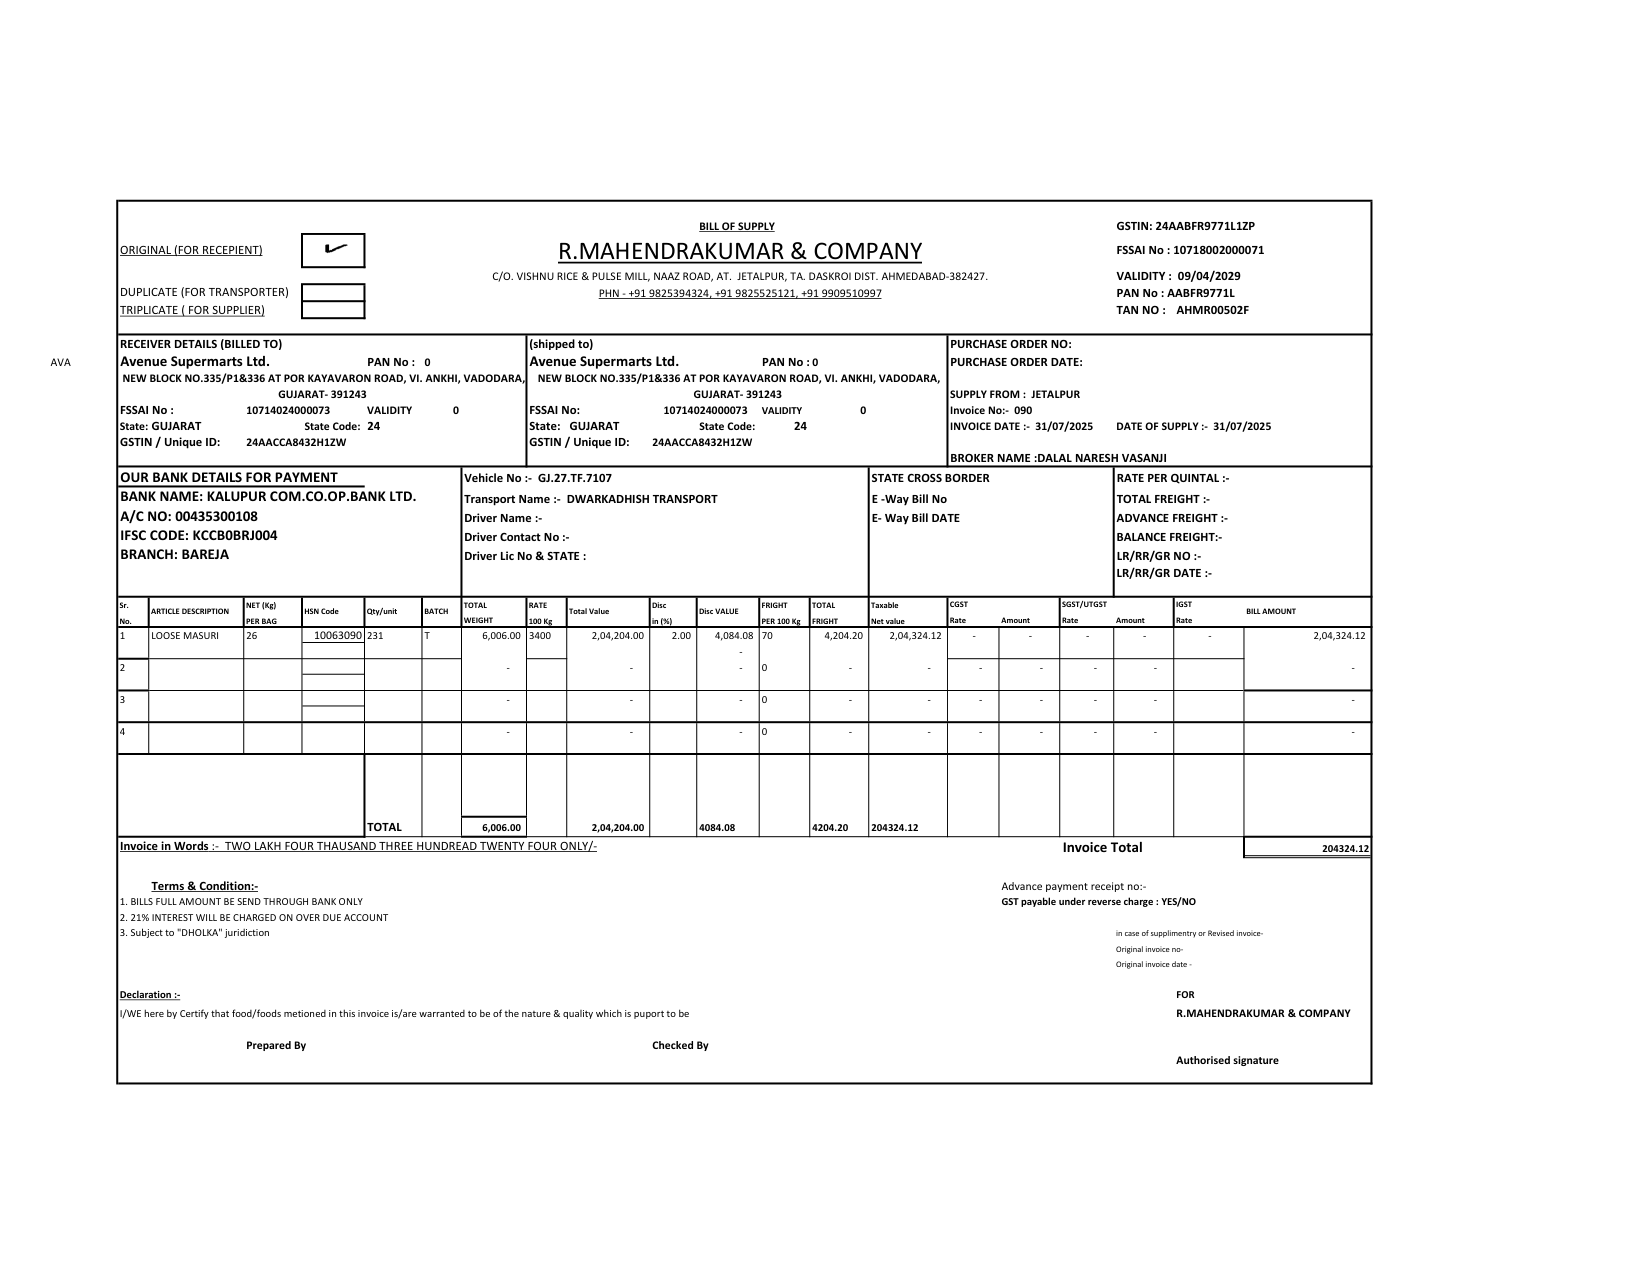 BILL OF SUPPLY
GSTIN: 24AABFR9771L1ZP
ORIGINAL (FOR RECEPIENT)
R.MAHENDRAKUMAR & COMPANY
FSSAI No : 10718002000071
C/O. VISHNU RICE & PULSE MILL, NAAZ ROAD, AT. JETALPUR, TA. DASKROI DIST. AHMEDABAD-382427.
VALIDITY : 09/04/2029
DUPLICATE (FOR TRANSPORTER)
PHN - +91 9825394324, +91 9825525121, +91 9909510997
PAN No : AABFR9771L
TRIPLICATE ( FOR SUPPLIER)
TAN NO : AHMR00502F
AVA
RECEIVER DETAILS (BILLED TO)
Avenue Supermarts Ltd. PAN No : 0
NEW BLOCK NO.335/P1&336 AT POR KAYAVARON ROAD, VI. ANKHI, VADODARA,
GUJARAT- 391243
FSSAI No : 10714024000073 VALIDITY 0
State: GUJARAT State Code: 24
GSTIN / Unique ID: 24AACCA8432H1ZW
(shipped to)
Avenue Supermarts Ltd. PAN No : 0
NEW BLOCK NO.335/P1&336 AT POR KAYAVARON ROAD, VI. ANKHI, VADODARA,
GUJARAT- 391243
FSSAI No: 10714024000073 VALIDITY 0
State: GUJARAT State Code: 24
GSTIN / Unique ID: 24AACCA8432H1ZW
PURCHASE ORDER NO:
PURCHASE ORDER DATE:
SUPPLY FROM : JETALPUR
Invoice No:- 090
INVOICE DATE :- 31/07/2025 DATE OF SUPPLY :- 31/07/2025
BROKER NAME :DALAL NARESH VASANJI
OUR BANK DETAILS FOR PAYMENT
BANK NAME: KALUPUR COM.CO.OP.BANK LTD.
A/C NO: 00435300108
IFSC CODE: KCCB0BRJ004
BRANCH: BAREJA
Vehicle No :- GJ.27.TF.7107
Transport Name :- DWARKADHISH TRANSPORT
Driver Name :-
Driver Contact No :-
Driver Lic No & STATE :
STATE CROSS BORDER
E -Way Bill No
E- Way Bill DATE
RATE PER QUINTAL :-
TOTAL FREIGHT :-
ADVANCE FREIGHT :-
BALANCE FREIGHT:-
LR/RR/GR NO :-
LR/RR/GR DATE :-
Sr. No. ARTICLE DESCRIPTION NET (Kg) PER BAG HSN Code Qty/unit BATCH TOTAL WEIGHT RATE 100 Kg Total Value Disc in (%) Disc VALUE FRIGHT PER 100 Kg TOTAL FRIGHT Taxable Net value CGST Rate Amount SGST/UTGST Rate Amount IGST Rate BILL AMOUNT
1 LOOSE MASURI 26 10063090 231 T 6,006.00 3400 2,04,204.00 2.00 4,084.08 70 4,204.20 2,04,324.12 - - - - - 2,04,324.12
-
2 - - - 0 - - - - - - - -
3 - - - 0 - - - - - - -
4 - - - 0 - - - - - - -
TOTAL 6,006.00 2,04,204.00 4084.08 4204.20 204324.12
Invoice in Words :- TWO LAKH FOUR THAUSAND THREE HUNDREAD TWENTY FOUR ONLY/-
Invoice Total 204324.12
Terms & Condition:-
1. BILLS FULL AMOUNT BE SEND THROUGH BANK ONLY
2. 21% INTEREST WILL BE CHARGED ON OVER DUE ACCOUNT
3. Subject to "DHOLKA" juridiction
Advance payment receipt no:-
GST payable under reverse charge : YES/NO
in case of supplimentry or Revised invoice-
Original invoice no-
Original invoice date -
Declaration :-
I/WE here by Certify that food/foods metioned in this invoice is/are warranted to be of the nature & quality which is puport to be
FOR
R.MAHENDRAKUMAR & COMPANY
Prepared By
Checked By
Authorised signature